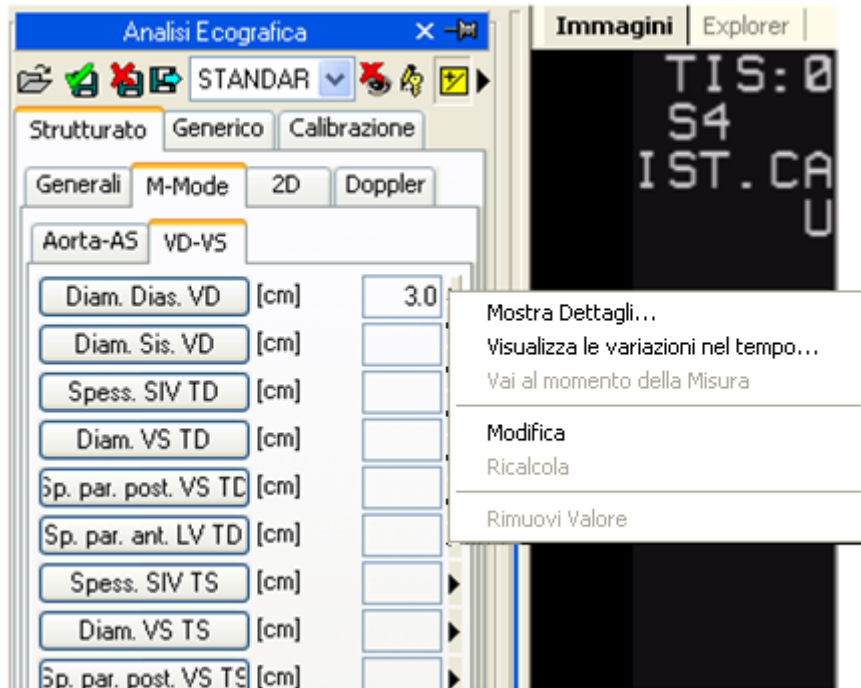 Analisi Ecografica
Immagini Explorer
STANDAR
Strutturato Generico Calibrazione
Generali M-Mode 2D Doppler
Aorta-AS VD-VS
Diam. Dias. VD [cm] 3.0
Diam. Sis. VD [cm]
Spess. SIV TD [cm]
Diam. VS TD [cm]
Sp. par. post. VS TD [cm]
Sp. par. ant. LV TD [cm]
Spess. SIV TS [cm]
Diam. VS TS [cm]
Sp. par. post. VS TS [cm]
Mostra Dettagli...
Visualizza le variazioni nel tempo...
Vai al momento della Misura
Modifica
Ricalcola
Rimuovi Valore
TIS:0
S4
IST.CA
U